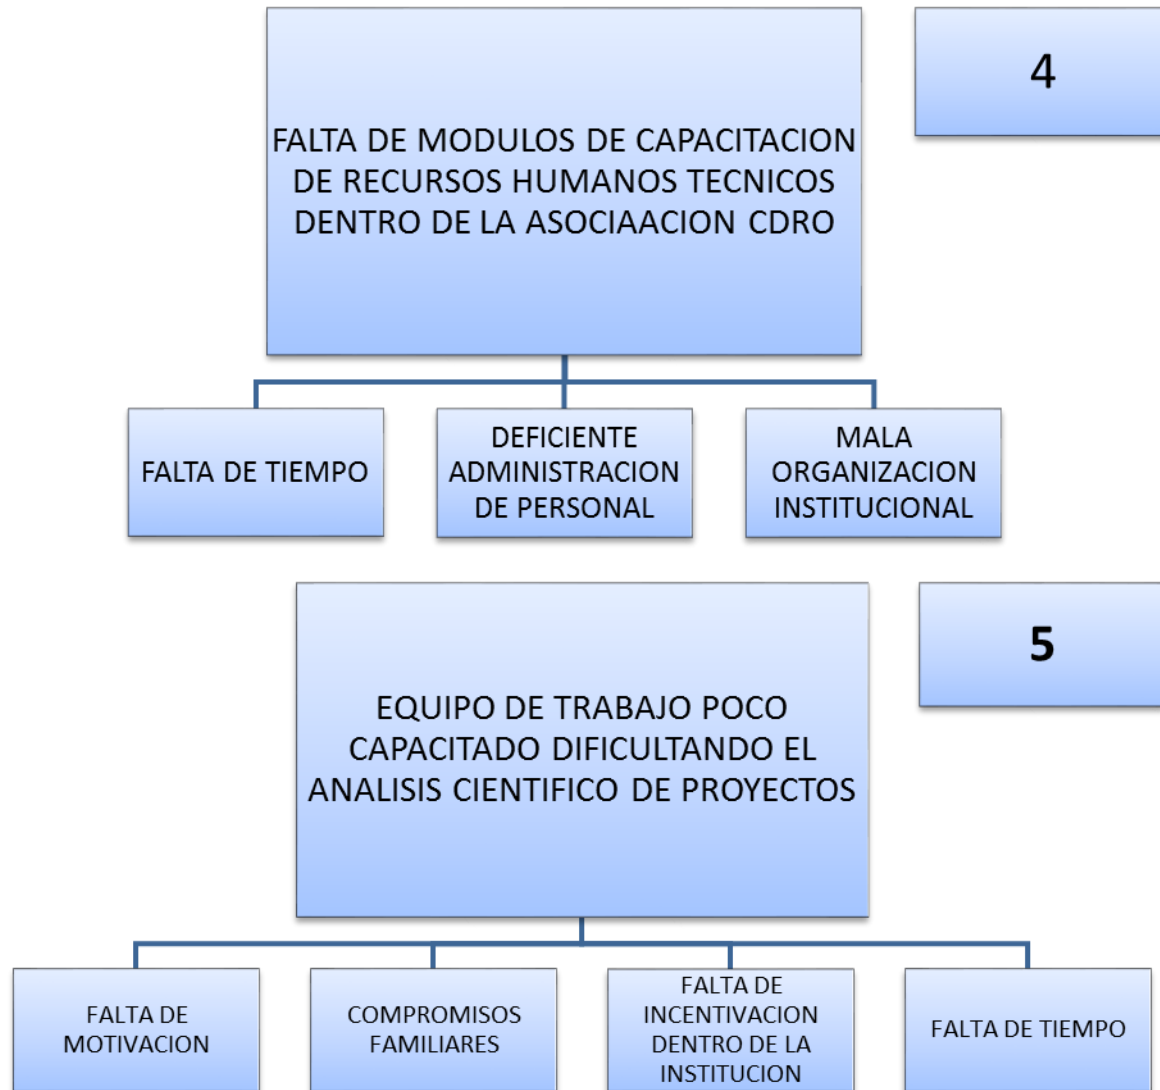 FALTA DE MODULOS DE CAPACITACION
DE RECURSOS HUMANOS TECNICOS
DENTRO DE LA ASOCIAACION CDRO
4
FALTA DE TIEMPO
DEFICIENTE
ADMINISTRACION
DE PERSONAL
MALA
ORGANIZACION
INSTITUCIONAL
EQUIPO DE TRABAJO POCO
CAPACITADO DIFICULTANDO EL
ANALISIS CIENTIFICO DE PROYECTOS
5
FALTA DE
MOTIVACION
COMPROMISOS
FAMILIARES
FALTA DE
INCENTIVACION
DENTRO DE LA
INSTITUCION
FALTA DE TIEMPO